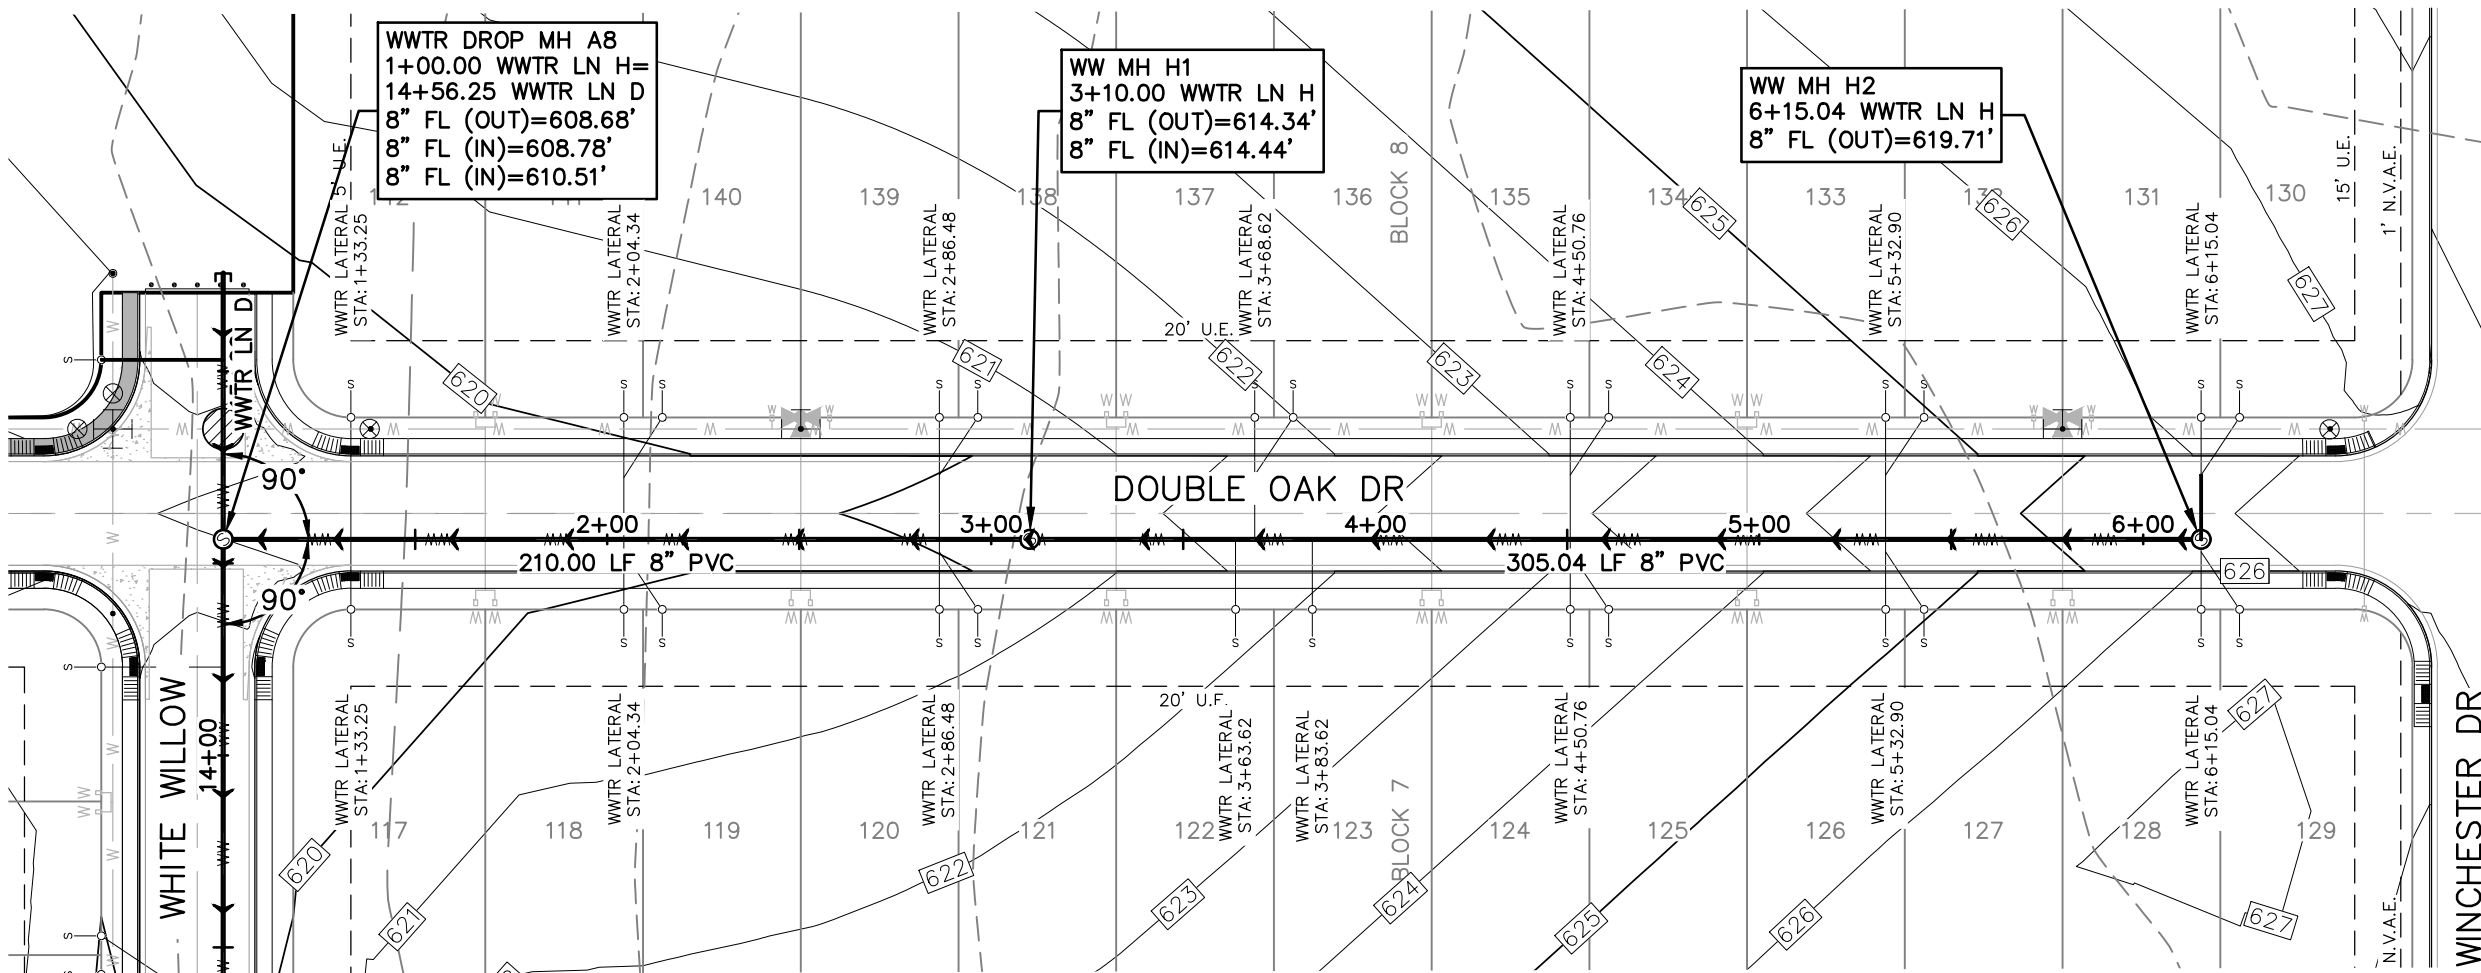 WWTR DROP MH A8
1+00.00 WWTR LN H=
14+56.25 WWTR LN D
8" FL (OUT)=608.68'
8" FL (IN)=608.78'
8" FL (IN)=610.51'
WW MH H1
3+10.00 WWTR LN H
8" FL (OUT)=614.34'
8" FL (IN)=614.44'
WW MH H2
6+15.04 WWTR LN H
8" FL (OUT)=619.71'
5' U.E.
15' U.E.
1' N.V.A.E.
140
139
138
137
136
BLOCK 8
135
134
133
132
131
130
625
626
627
WWTR LATERAL
STA: 1+33.25
WWTR LATERAL
STA: 2+04.34
WWTR LATERAL
STA: 2+86.48
WWTR LATERAL
STA: 3+68.62
WWTR LATERAL
STA: 4+50.76
WWTR LATERAL
STA: 5+32.90
WWTR LATERAL
STA: 6+15.04
20' U.E.
WWTR LN D
620
621
622
623
624
S S S S S S S S S S S S
90°
DOUBLE OAK DR
2+00
3+00
4+00
5+00
6+00
210.00 LF 8" PVC
305.04 LF 8" PVC
626
90°
S S S S S S S S S S S S
20' U.E.
WHITE WILLOW
14+00
WINCHESTER DR
WWTR LATERAL
STA: 1+33.25
WWTR LATERAL
STA: 2+04.34
WWTR LATERAL
STA: 2+86.48
WWTR LATERAL
STA: 3+63.62
WWTR LATERAL
STA: 3+83.62
WWTR LATERAL
STA: 4+50.76
WWTR LATERAL
STA: 5+32.90
WWTR LATERAL
STA: 6+15.04
627
117
118
119
120
121
122
123
BLOCK 7
124
125
126
127
128
129
620
621
622
623
624
625
626
627
N.V.A.E.